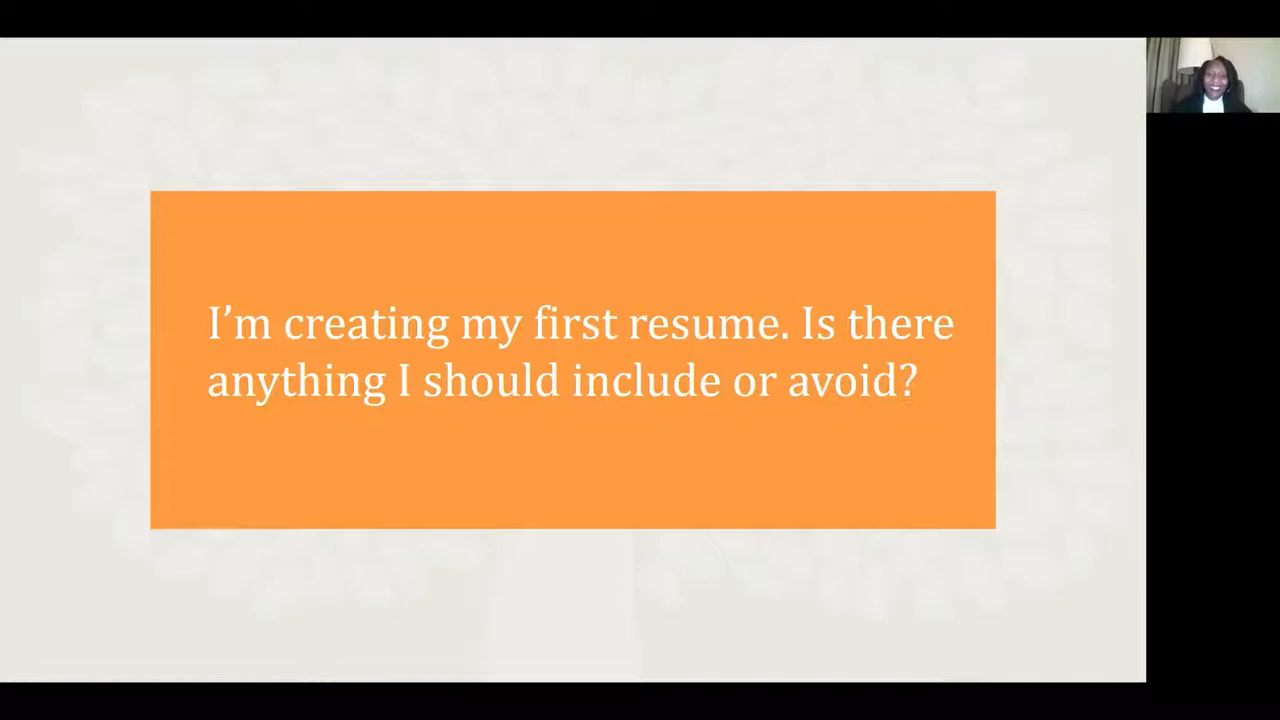 I’m creating my first resume. Is there
anything I should include or avoid?